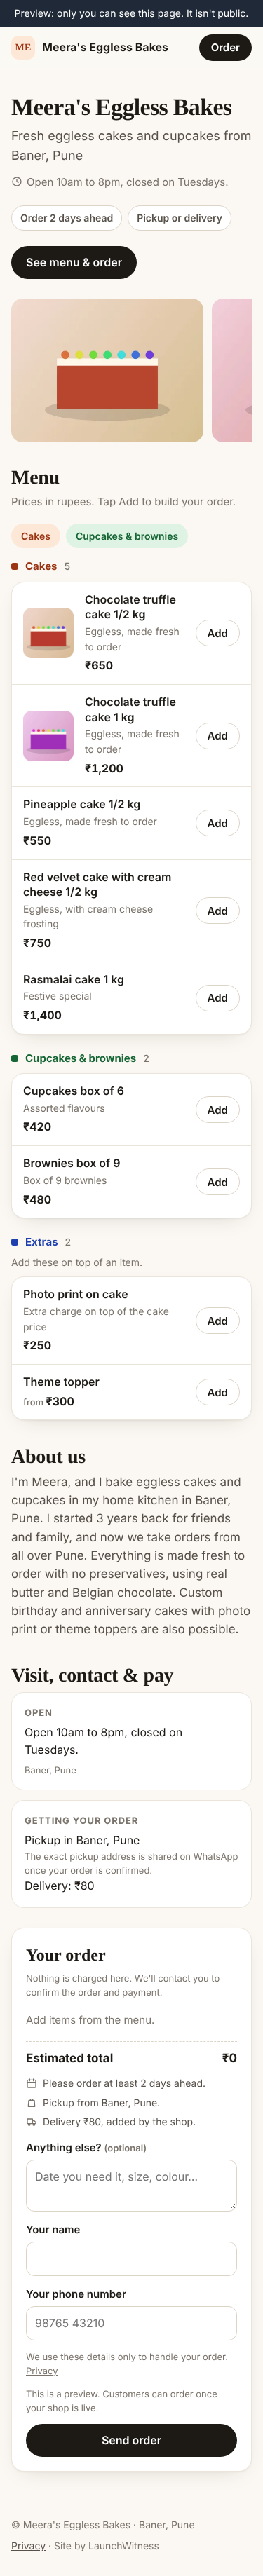 Preview: only you can see this page. It isn't public.
ME
Meera's Eggless Bakes
Order
Meera's Eggless Bakes
Fresh eggless cakes and cupcakes from
Baner, Pune
Open 10am to 8pm, closed on Tuesdays.
Order 2 days ahead
Pickup or delivery
See menu & order
Menu
Prices in rupees. Tap Add to build your order.
Cakes
Cupcakes & brownies
Cakes 5
Chocolate truffle
cake 1/2 kg
Eggless, made fresh
to order
₹650
Add
Chocolate truffle
cake 1 kg
Eggless, made fresh
to order
₹1,200
Add
Pineapple cake 1/2 kg
Eggless, made fresh to order
₹550
Add
Red velvet cake with cream
cheese 1/2 kg
Eggless, with cream cheese
frosting
₹750
Add
Rasmalai cake 1 kg
Festive special
₹1,400
Add
Cupcakes & brownies 2
Cupcakes box of 6
Assorted flavours
₹420
Add
Brownies box of 9
Box of 9 brownies
₹480
Add
Extras 2
Add these on top of an item.
Photo print on cake
Extra charge on top of the cake
price
₹250
Add
Theme topper
from ₹300
Add
About us
I'm Meera, and I bake eggless cakes and
cupcakes in my home kitchen in Baner,
Pune. I started 3 years back for friends
and family, and now we take orders from
all over Pune. Everything is made fresh to
order with no preservatives, using real
butter and Belgian chocolate. Custom
birthday and anniversary cakes with photo
print or theme toppers are also possible.
Visit, contact & pay
OPEN
Open 10am to 8pm, closed on
Tuesdays.
Baner, Pune
GETTING YOUR ORDER
Pickup in Baner, Pune
The exact pickup address is shared on WhatsApp
once your order is confirmed.
Delivery: ₹80
Your order
Nothing is charged here. We'll contact you to
confirm the order and payment.
Add items from the menu.
Estimated total ₹0
Please order at least 2 days ahead.
Pickup from Baner, Pune.
Delivery ₹80, added by the shop.
Anything else? (optional)
Date you need it, size, colour...
Your name
Your phone number
98765 43210
We use these details only to handle your order.
Privacy
This is a preview. Customers can order once
your shop is live.
Send order
© Meera's Eggless Bakes · Baner, Pune
Privacy · Site by LaunchWitness